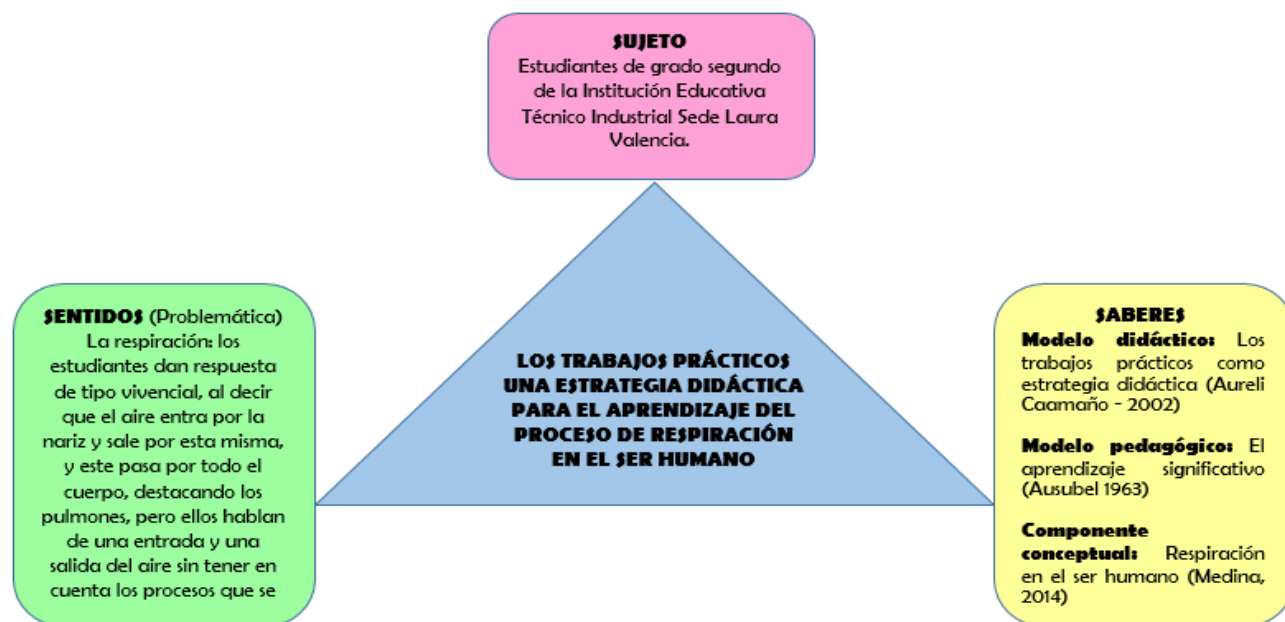 SUJETO
Estudiantes de grado segundo
de la Institución Educativa
Técnico Industrial Sede Laura
Valencia.
SENTIDOS (Problemática)
La respiración: los
estudiantes dan respuesta
de tipo vivencial, al decir
que el aire entra por la
nariz y sale por esta misma,
y este pasa por todo el
cuerpo, destacando los
pulmones, pero ellos hablan
de una entrada y una
salida del aire sin tener en
cuenta los procesos que se
LOS TRABAJOS PRÁCTICOS
UNA ESTRATEGIA DIDÁCTICA
PARA EL APRENDIZAJE DEL
PROCESO DE RESPIRACIÓN
EN EL SER HUMANO
SABERES
Modelo didáctico: Los
trabajos prácticos como
estrategia didáctica (Aureli
Caamaño - 2002)
Modelo pedagógico: El
aprendizaje significativo
(Ausubel 1963)
Componente
conceptual: Respiración
en el ser humano (Medina,
2014)